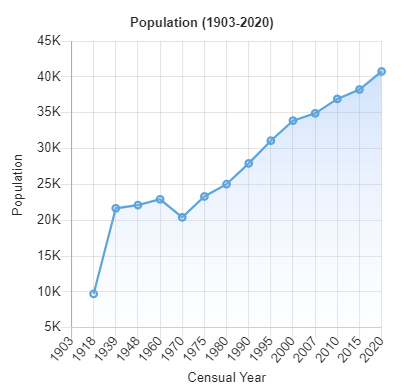 Population (1903-2020)
45K
40K
35K
30K
25K
20K
15K
10K
5K
Population
1903
1918
1939
1948
1960
1970
1975
1980
1990
1995
2000
2007
2010
2015
2020
Censual Year